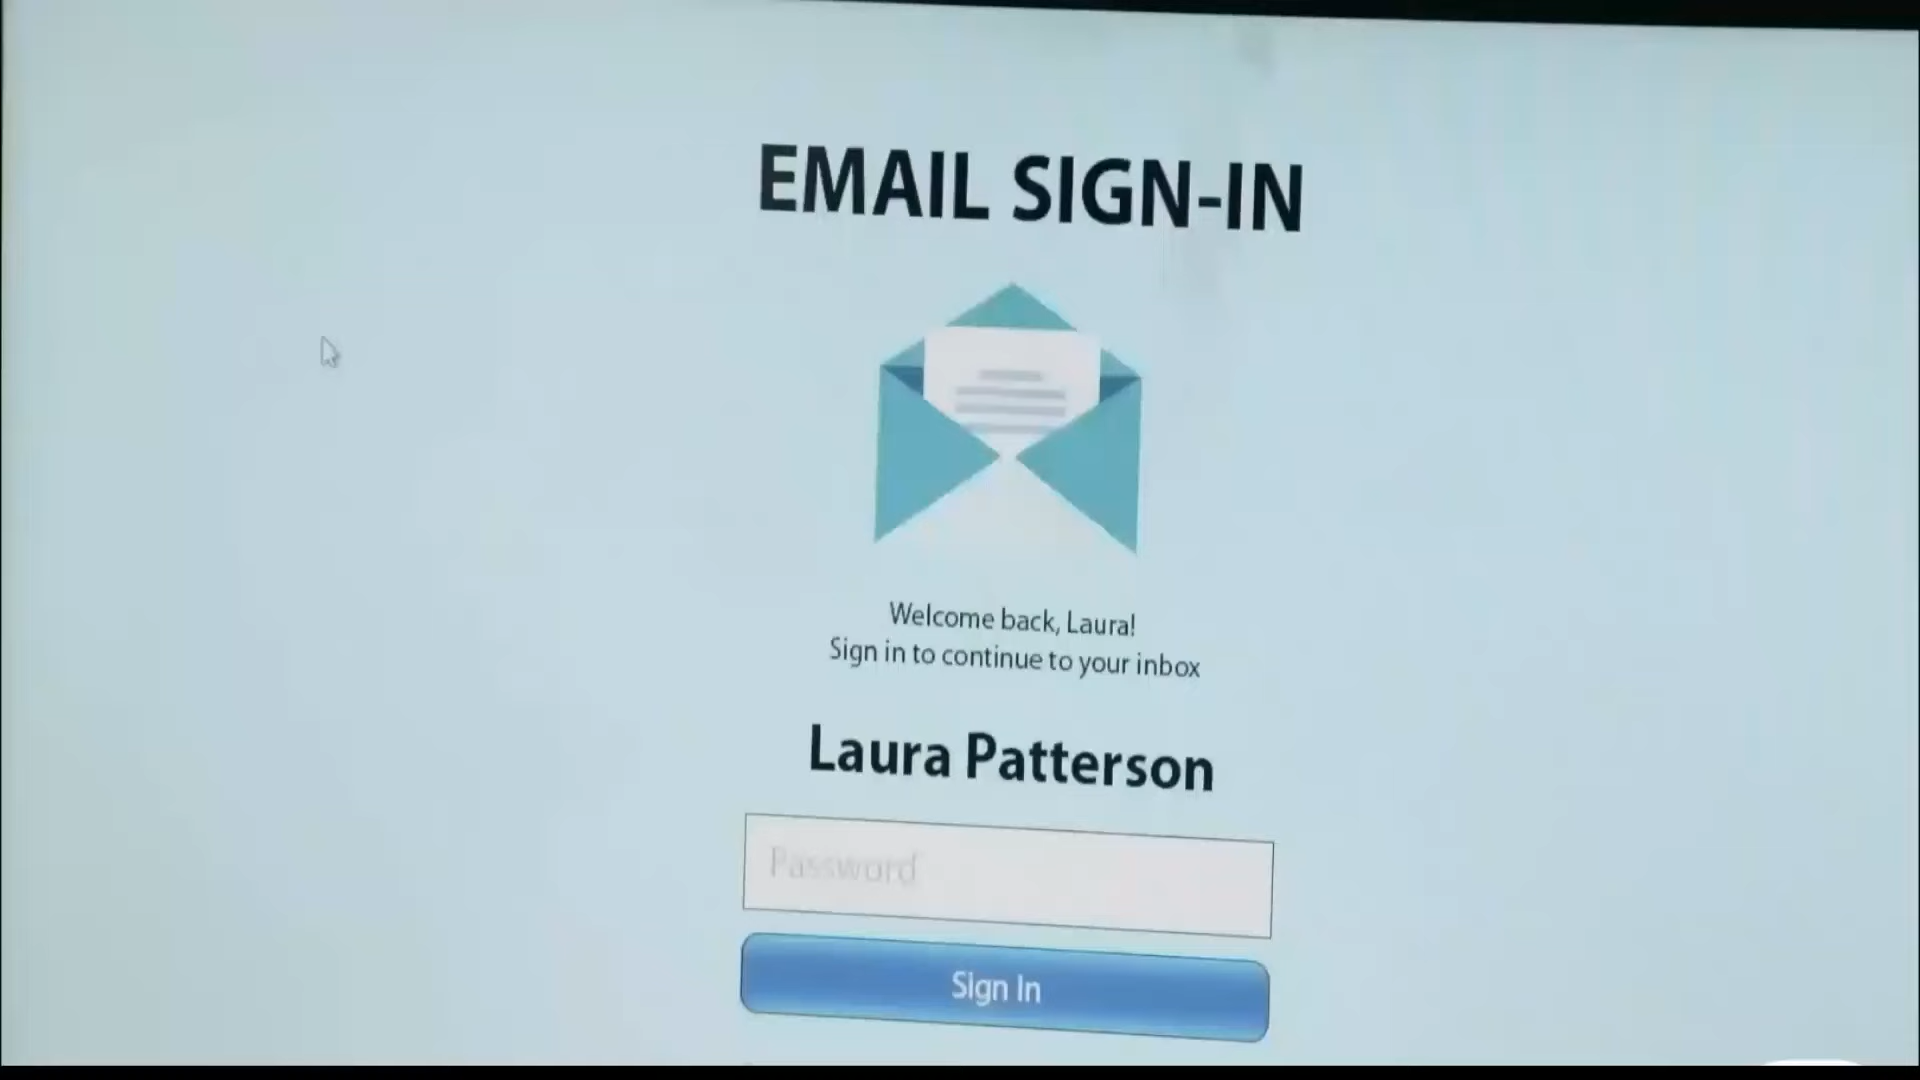 EMAIL SIGN-IN
Welcome back, Laura!
Sign in to continue to your inbox
Laura Patterson
Password
Sign In